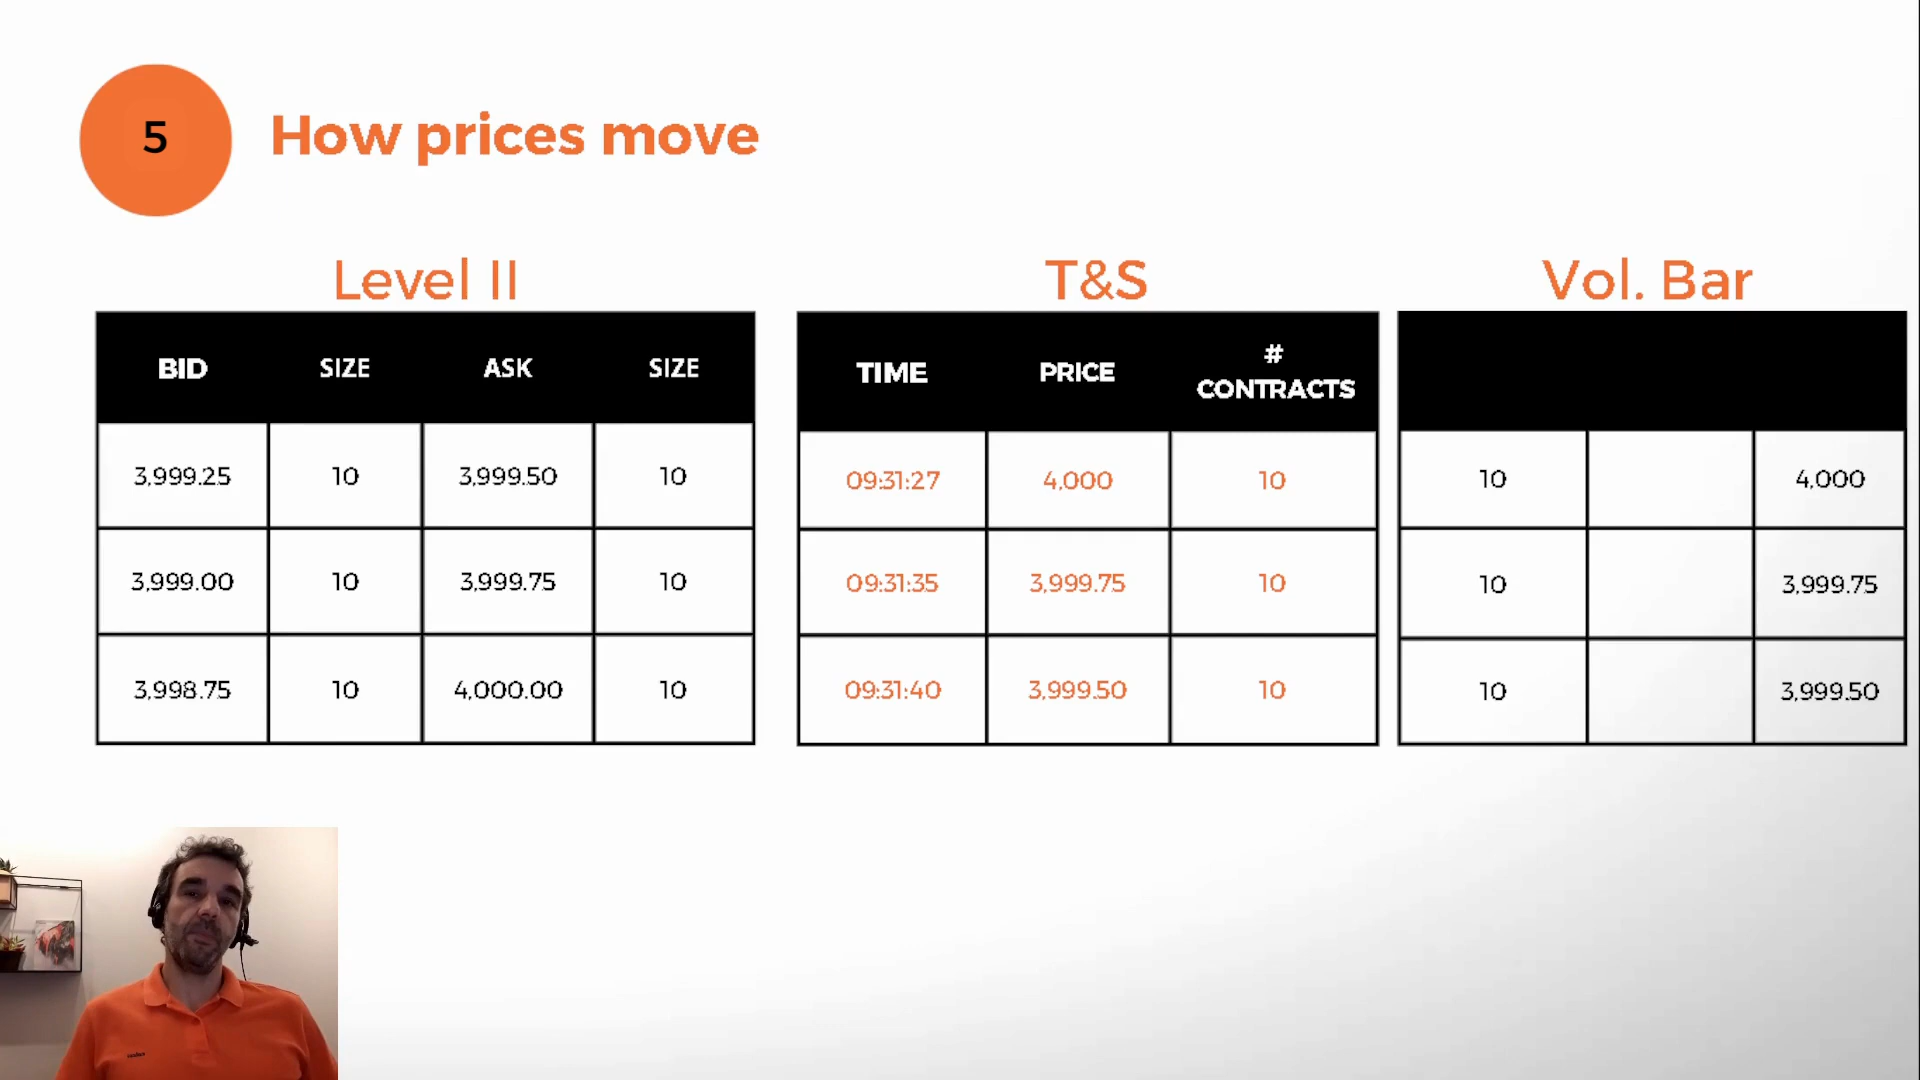 5
How prices move
Level II
T&S
Vol. Bar
BID SIZE ASK SIZE
3,999.25 10 3,999.50 10
3,999.00 10 3,999.75 10
3,998.75 10 4,000.00 10
TIME PRICE # CONTRACTS
09:31:27 4,000 10
09:31:35 3,999.75 10
09:31:40 3,999.50 10
10 4,000
10 3,999.75
10 3,999.50